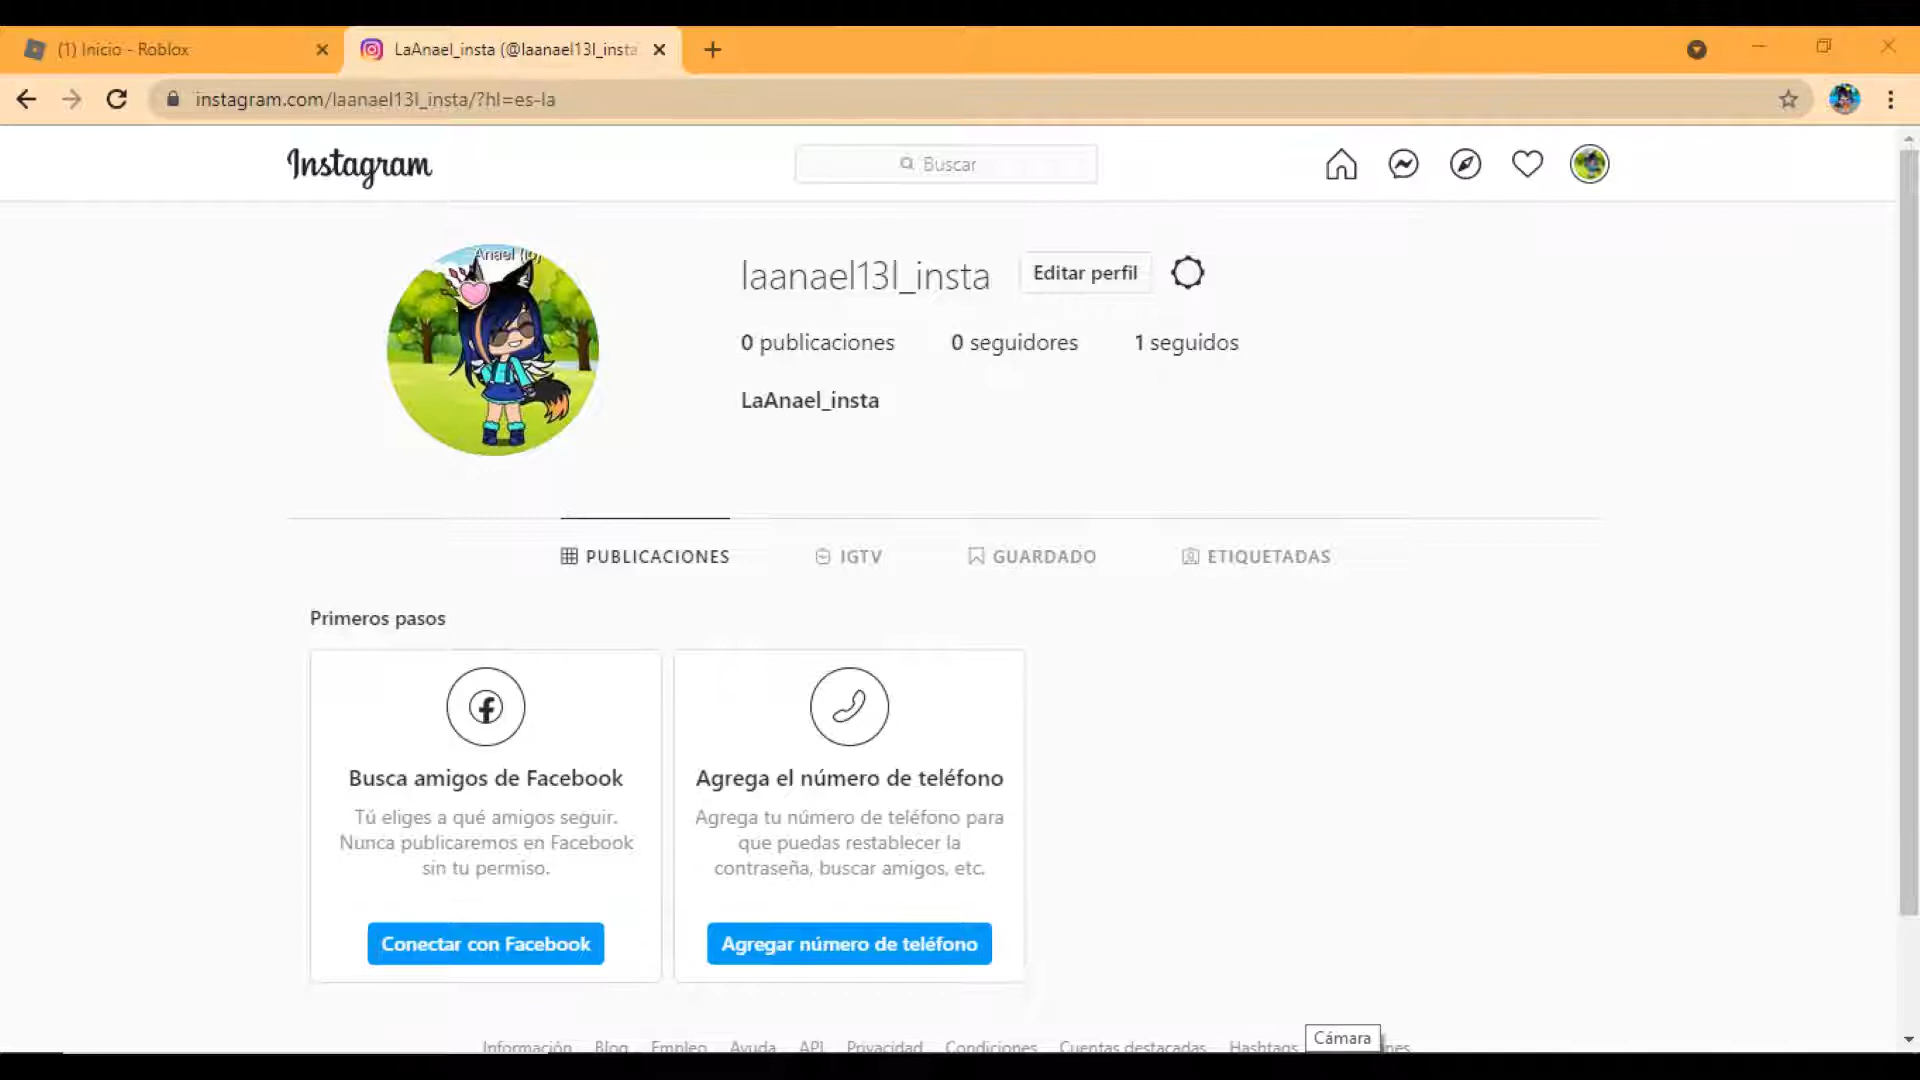 (1) Inicio - Roblox
LaAnael_insta (@laanael13l_insta
instagram.com/laanael13l_insta/?hl=es-la
Instagram
Buscar
Anael (lo)
laanael13l_insta
Editar perfil
0 publicaciones
0 seguidores
1 seguidos
LaAnael_insta
PUBLICACIONES
IGTV
GUARDADO
ETIQUETADAS
Primeros pasos
Busca amigos de Facebook
Tú eliges a qué amigos seguir.
Nunca publicaremos en Facebook
sin tu permiso.
Conectar con Facebook
Agrega el número de teléfono
Agrega tu número de teléfono para
que puedas restablecer la
contraseña, buscar amigos, etc.
Agregar número de teléfono
Información Blog Empleo Ayuda API Privacidad Condiciones Cuentas destacadas Hashtags
Cámara